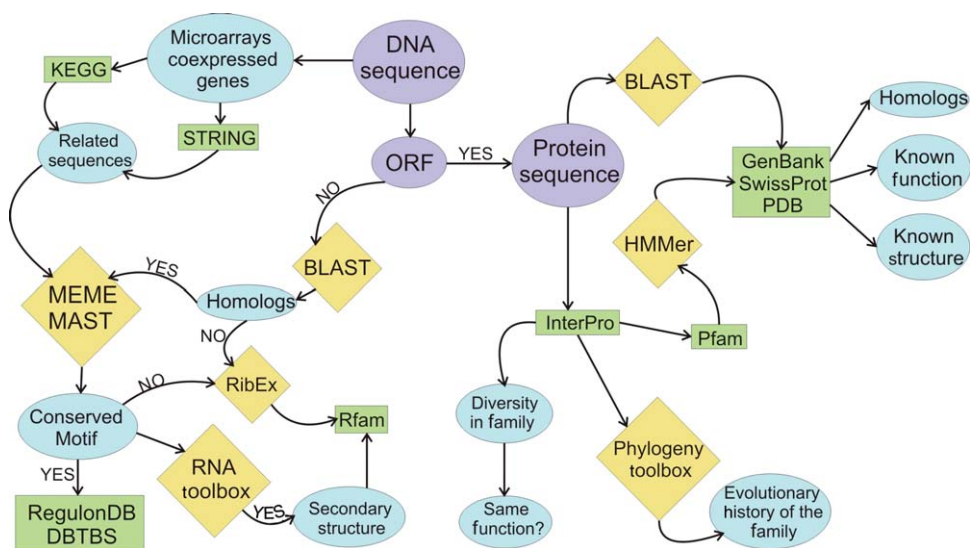 Microarrays
coexpressed
genes
DNA
sequence
KEGG
STRING
Related
sequences
ORF
YES
Protein
sequence
BLAST
GenBank
SwissProt
PDB
Homologs
Known
function
Known
structure
HMMer
NO
BLAST
YES
Homologs
MEME
MAST
NO
RibEx
NO
InterPro
Pfam
Conserved
Motif
Rfam
Diversity
in family
Phylogeny
toolbox
YES
RNA
toolbox
YES
RegulonDB
DBTBS
Secondary
structure
Same
function?
Evolutionary
history of the
family